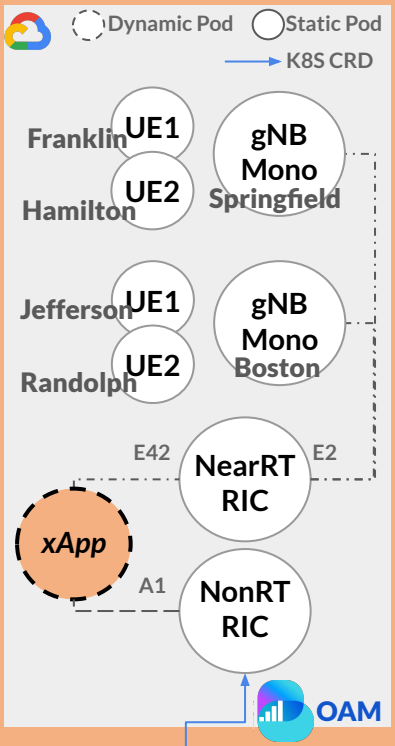 Dynamic Pod
Static Pod
K8S CRD
Franklin
UE1
Hamilton
UE2
gNB
Mono
Springfield
Jefferson
UE1
Randolph
UE2
gNB
Mono
Boston
E42
NearRT
RIC
E2
xApp
A1
NonRT
RIC
OAM